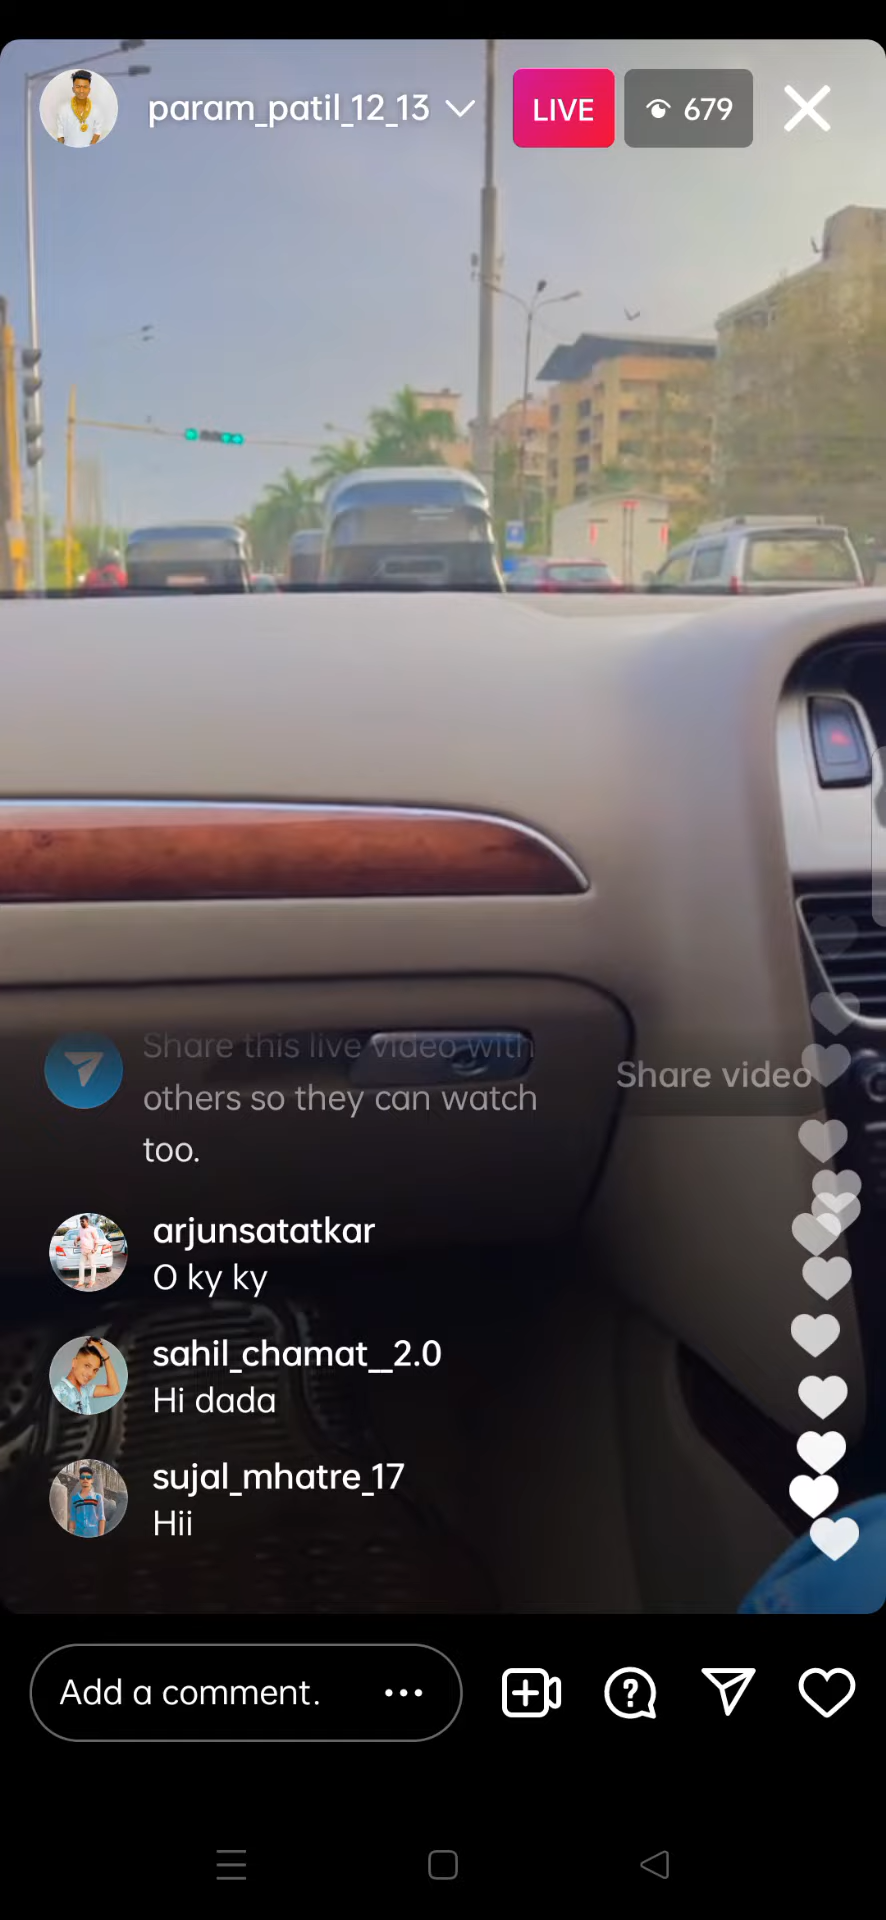 param_patil_12_13
LIVE
679
Share this live video with
others so they can watch
too.
Share video
arjunsatatkar
O ky ky
sahil_chamat__2.0
Hi dada
sujal_mhatre_17
Hii
Add a comment.